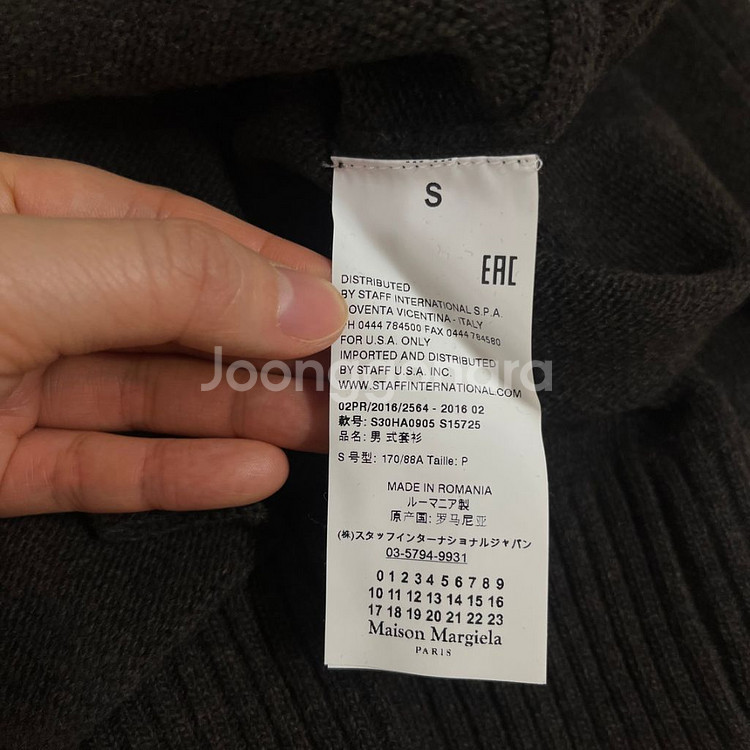 S
EAC
DISTRIBUTED
BY STAFF INTERNATIONAL S.P.A.
OVENTA VICENTINA - ITALY
H 0444 784500 FAX 0444 784580
FOR U.S.A. ONLY
IMPORTED AND DISTRIBUTED
BY STAFF U.S.A. INC.
WWW.STAFFINTERNATIONAL.COM
02PR/2016/2564 - 2016 02
款号: S30HA0905 S15725
品名: 男 式套衫
S 号型: 170/88A Taille: P
MADE IN ROMANIA
ルーマニア製
原产国: 罗马尼亚
(株)スタッフインターナショナルジャパン
03-5794-9931
0 1 2 3 4 5 6 7 8 9
10 11 12 13 14 15 16
17 18 19 20 21 22 23
Maison Margiela
PARIS
Joonggonara